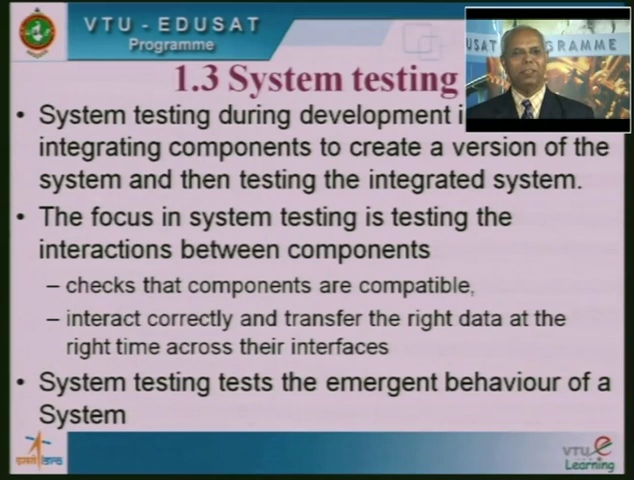 VTU - EDUSAT
Programme
USAT
GRAMME
1.3 System testing
• System testing during development i
integrating components to create a version of the
system and then testing the integrated system.
• The focus in system testing is testing the
interactions between components
– checks that components are compatible,
– interact correctly and transfer the right data at the
right time across their interfaces
• System testing tests the emergent behaviour of a
System
इसरो isro
VTU e
Learning